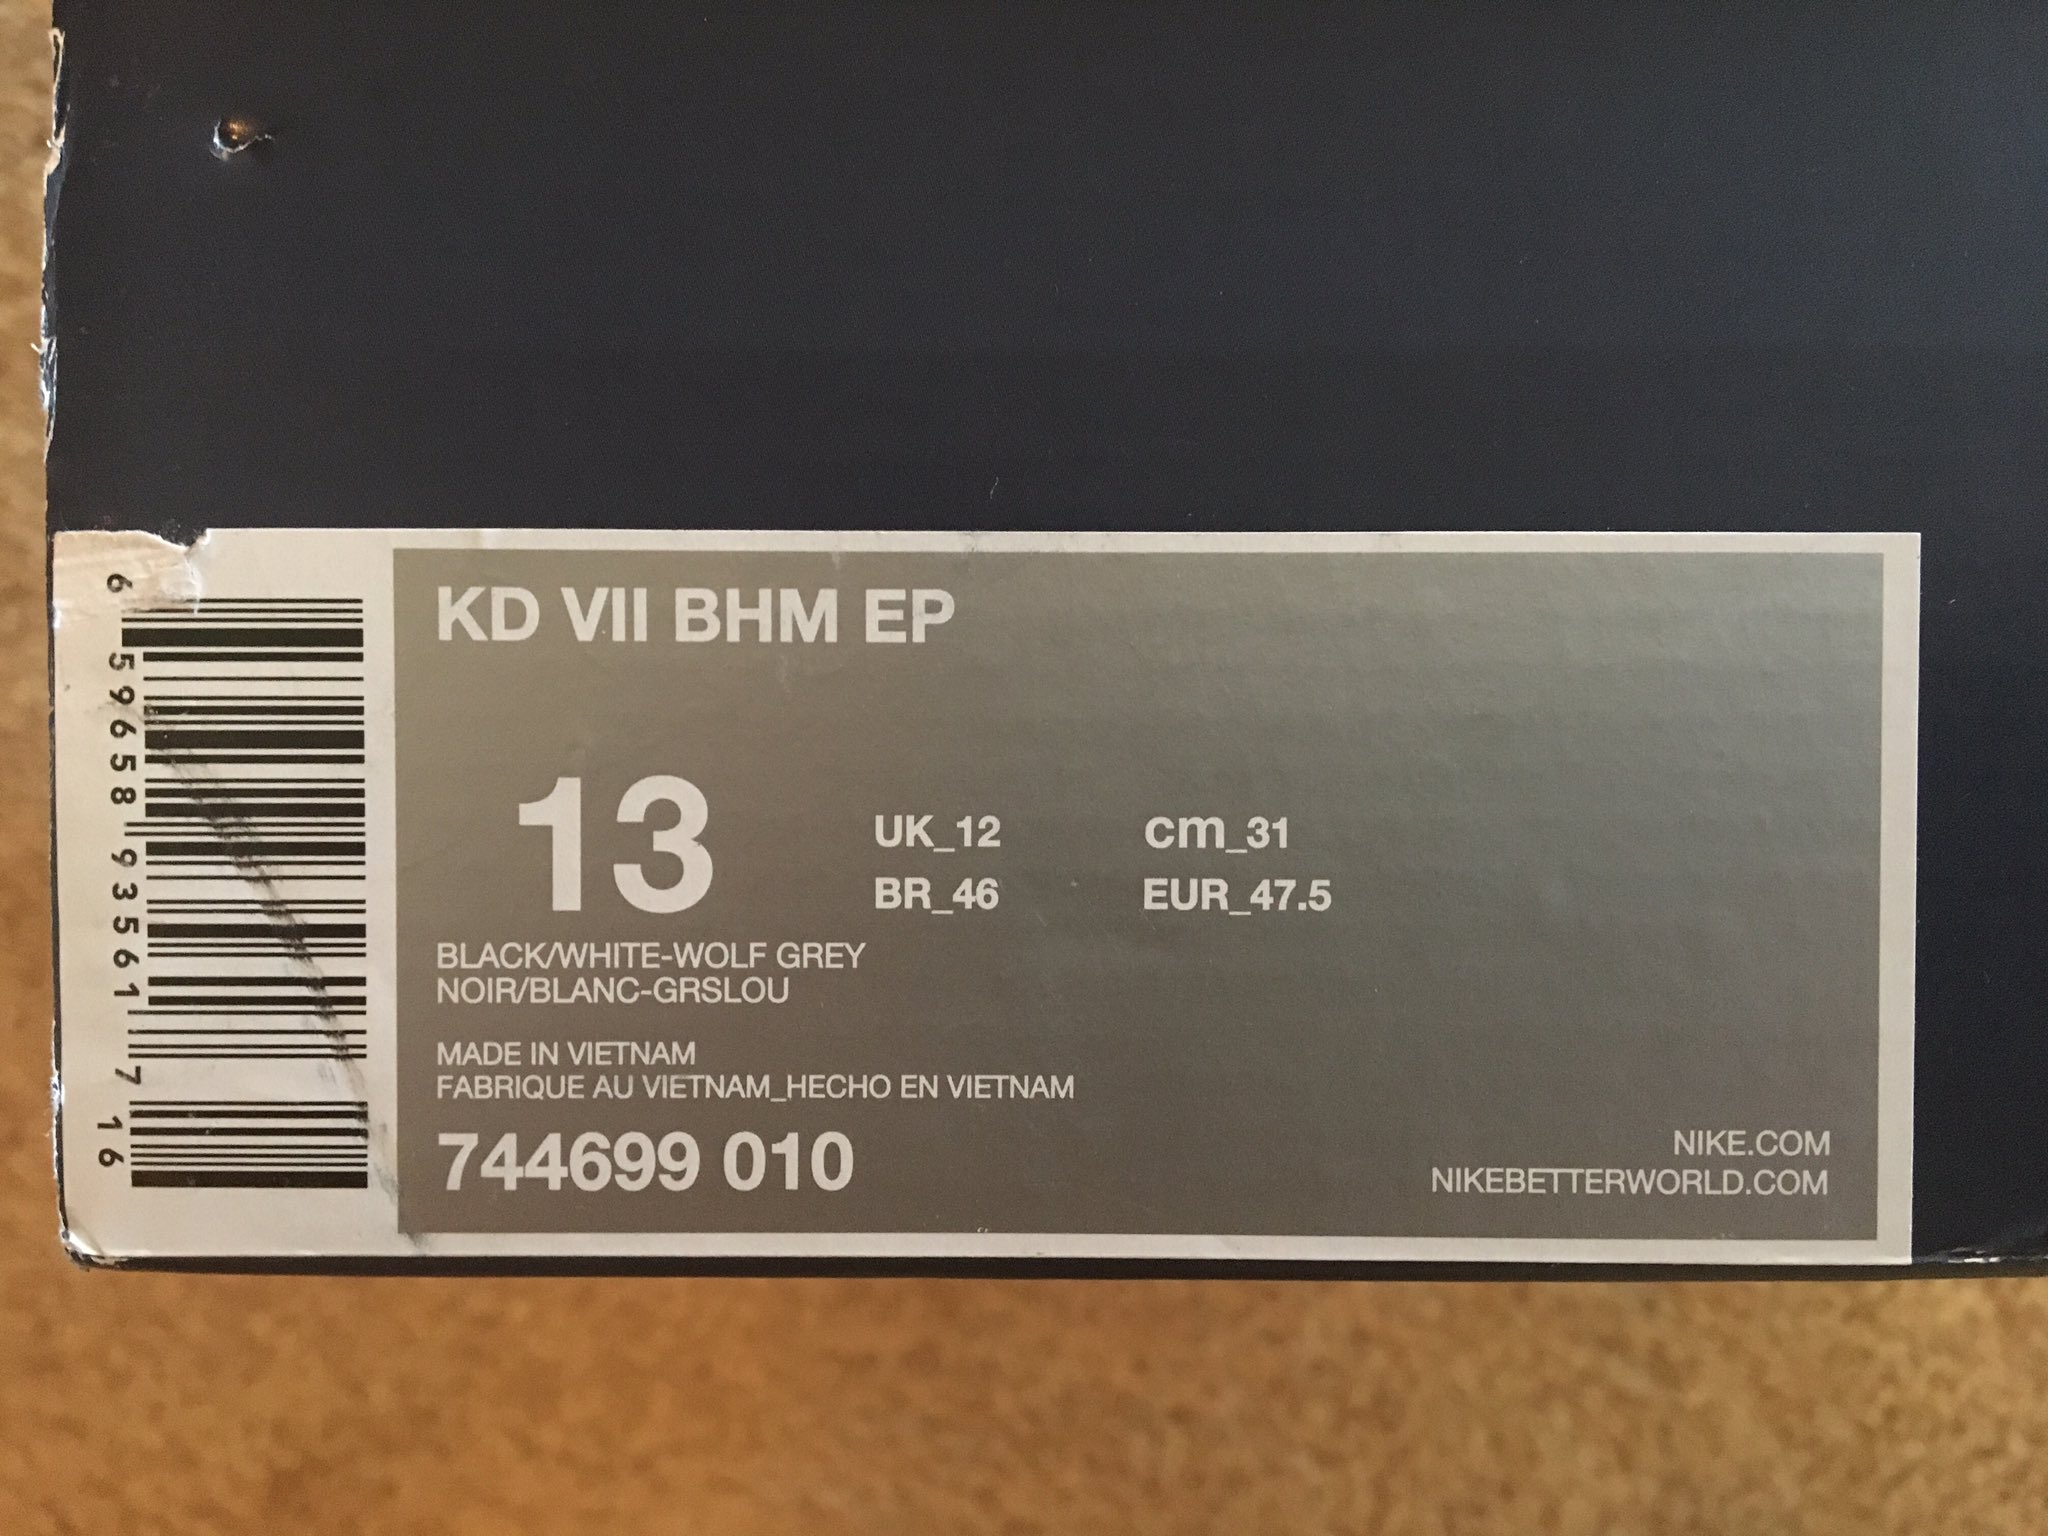 KD VII BHM EP
13
UK_12
cm_31
BR_46
EUR_47.5
BLACK/WHITE-WOLF GREY
NOIR/BLANC-GRSLOU
MADE IN VIETNAM
FABRIQUE AU VIETNAM_HECHO EN VIETNAM
744699 010
NIKE.COM
NIKEBETTERWORLD.COM
6 59658 93561 7 16